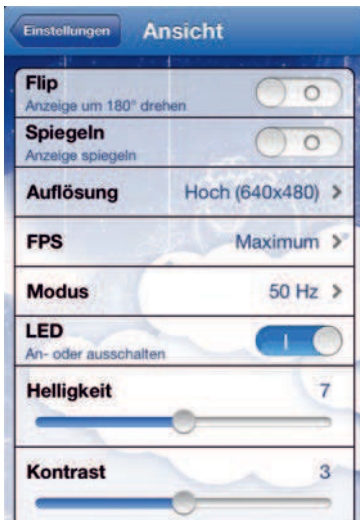 Einstellungen
Ansicht
Flip
Anzeige um 180° drehen
Spiegeln
Anzeige spiegeln
Auflösung Hoch (640x480)
FPS Maximum
Modus 50 Hz
LED
An- oder ausschalten
Helligkeit 7
Kontrast 3